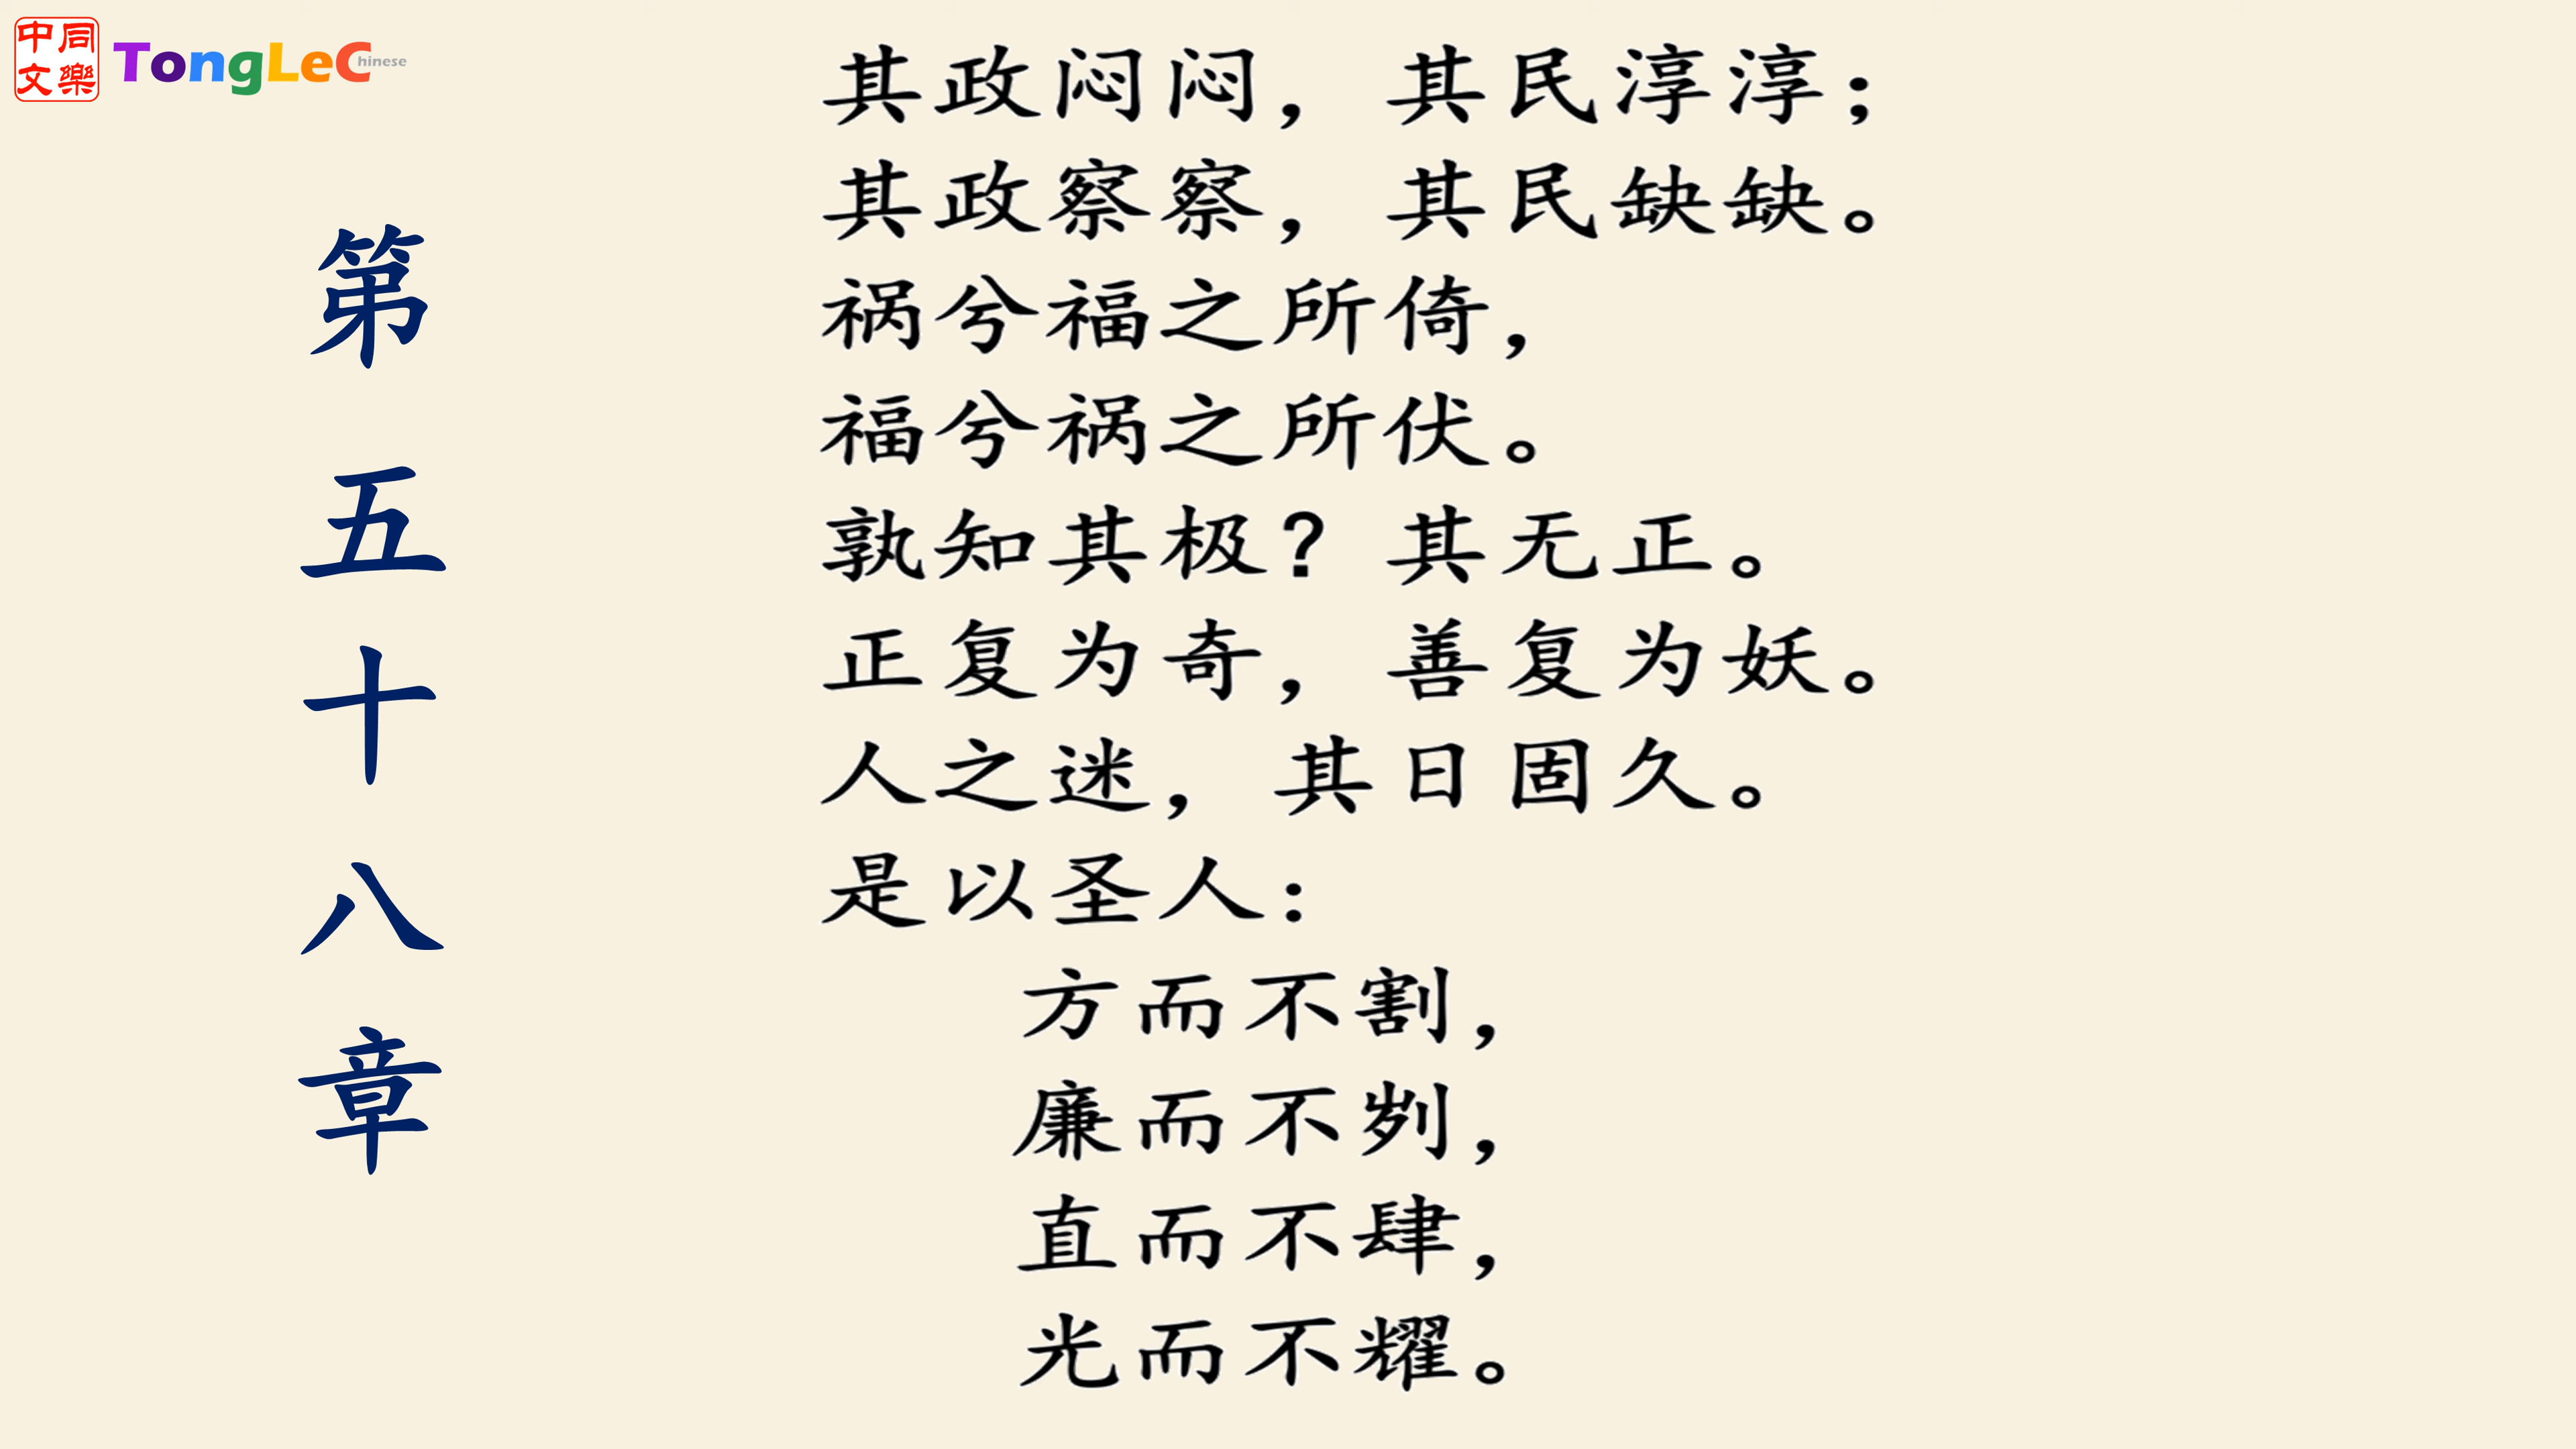 同樂中文
TongLeChinese
第五十八章
其政闷闷，其民淳淳；
其政察察，其民缺缺。
祸兮福之所倚，
福兮祸之所伏。
孰知其极？其无正。
正复为奇，善复为妖。
人之迷，其日固久。
是以圣人：
方而不割，
廉而不刿，
直而不肆，
光而不耀。